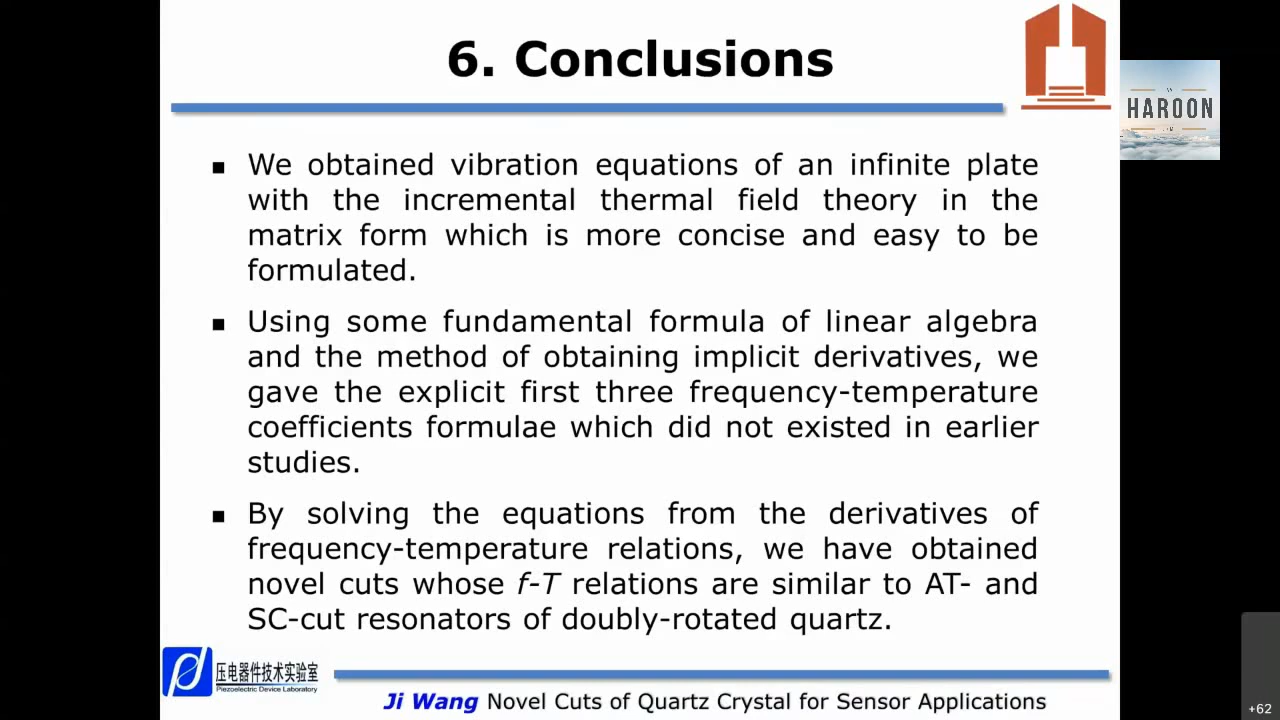 6. Conclusions
HAROON
We obtained vibration equations of an infinite plate
with the incremental thermal field theory in the
matrix form which is more concise and easy to be
formulated.
Using some fundamental formula of linear algebra
and the method of obtaining implicit derivatives, we
gave the explicit first three frequency-temperature
coefficients formulae which did not existed in earlier
studies.
By solving the equations from the derivatives of
frequency-temperature relations, we have obtained
novel cuts whose f-T relations are similar to AT- and
SC-cut resonators of doubly-rotated quartz.
压电器件技术实验室
Piezoelectric Device Laboratory
Ji Wang Novel Cuts of Quartz Crystal for Sensor Applications
+62